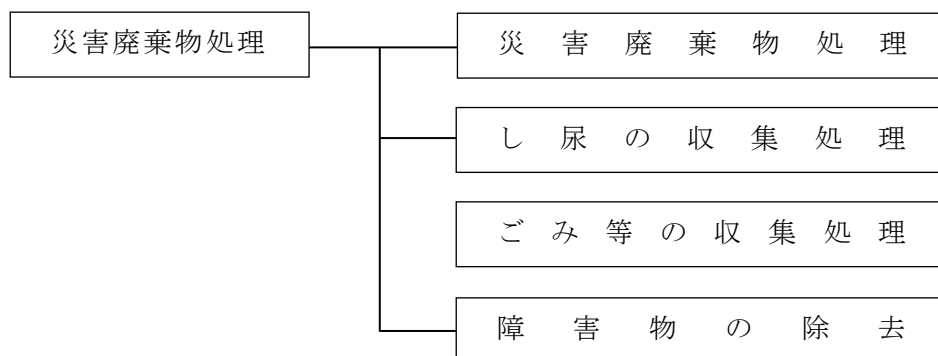 災害廃棄物処理
災害廃棄物処理
し尿の収集処理
ごみ等の収集処理
障害物の除去